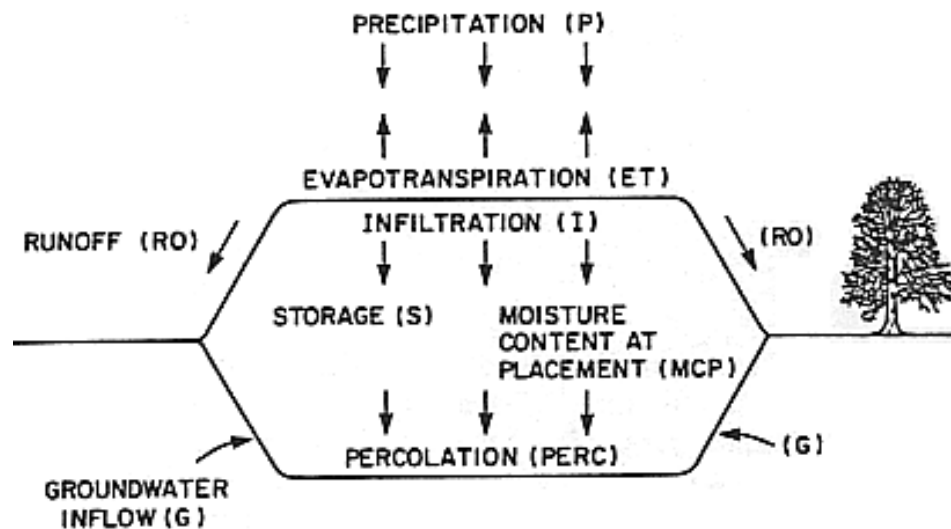 PRECIPITATION (P)
EVAPOTRANSPIRATION (ET)
INFILTRATION (I)
RUNOFF (RO)
(RO)
STORAGE (S)
MOISTURE
CONTENT AT
PLACEMENT (MCP)
PERCOLATION (PERC)
(G)
GROUNDWATER
INFLOW (G)